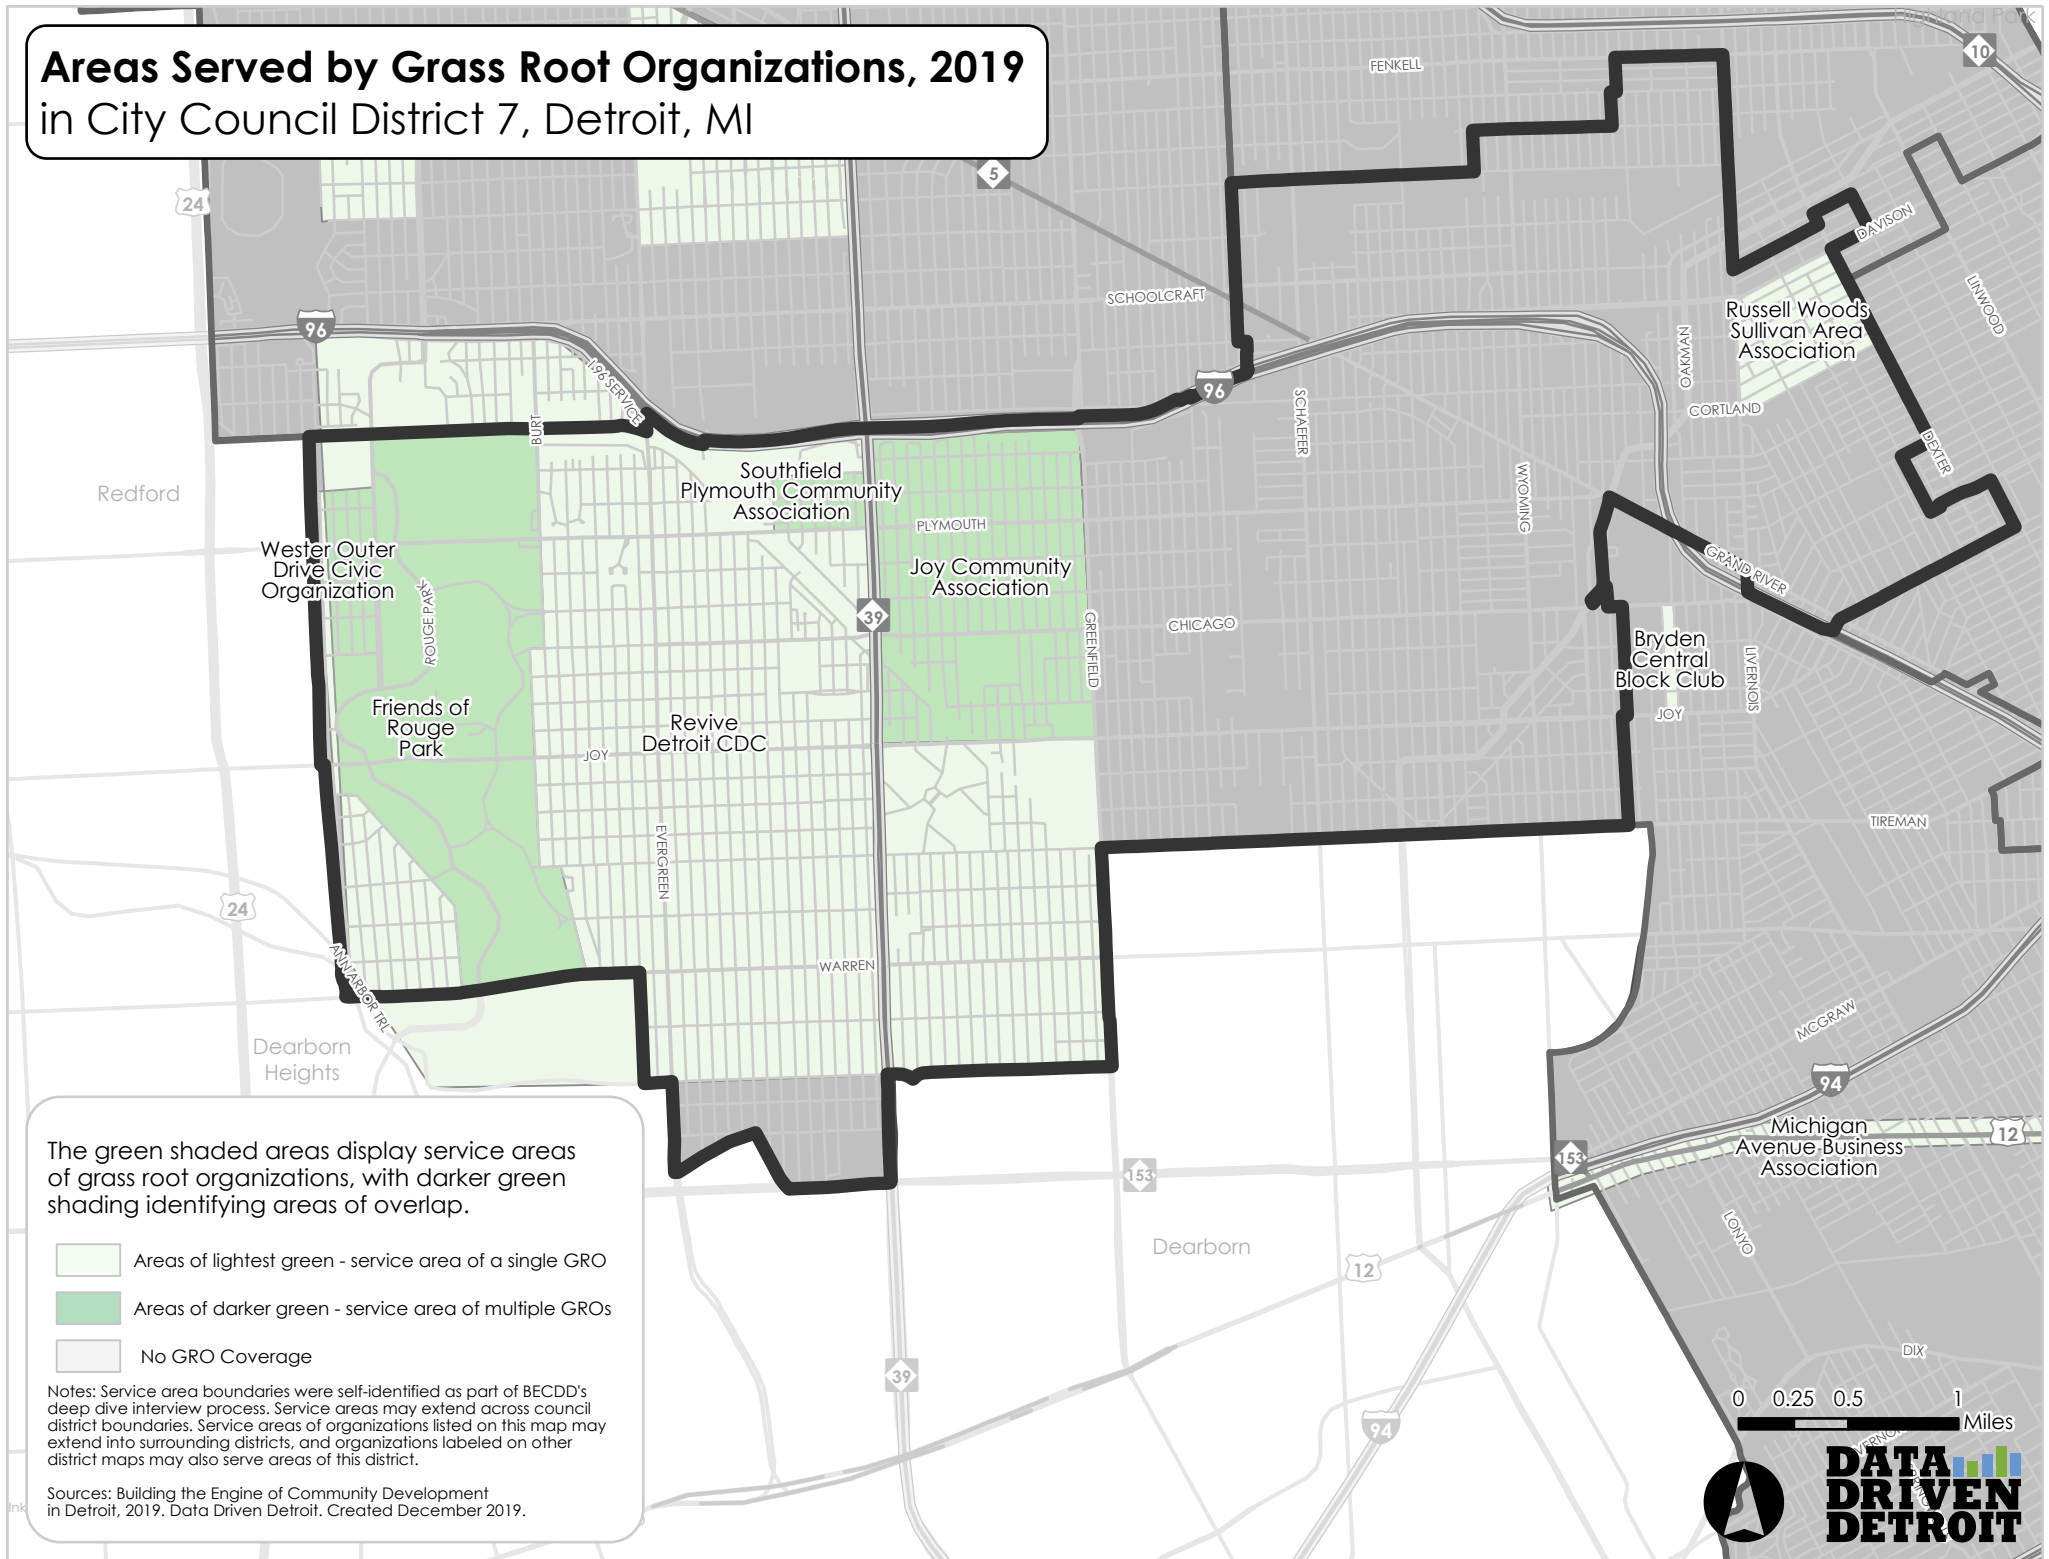 Areas Served by Grass Root Organizations, 2019
in City Council District 7, Detroit, MI
Highland Park
10
FENKELL
5
24
DAVISON
LINWOOD
SCHOOLCRAFT
96
Russell Woods
Sullivan Area
Association
OAKMAN
I-96 SERVICE
96
SCHAEFER
CORTLAND
BURT
DEXTER
Redford
Southfield
Plymouth Community
Association
WYOMING
PLYMOUTH
Wester Outer
Drive Civic
Organization
Joy Community
Association
GRAND RIVER
ROUGE PARK
39
GREENFIELD
CHICAGO
Bryden
Central
Block Club
LIVERNOIS
JOY
Friends of
Rouge
Park
Revive
Detroit CDC
JOY
EVERGREEN
TIREMAN
24
WARREN
ANN ARBOR TRL
MCGRAW
Dearborn
Heights
94
Michigan
Avenue Business
Association
12
153
153
LONYO
Dearborn
12
39
94
DIX
The green shaded areas display service areas
of grass root organizations, with darker green
shading identifying areas of overlap.
Areas of lightest green - service area of a single GRO
Areas of darker green - service area of multiple GROs
No GRO Coverage
Notes: Service area boundaries were self-identified as part of BECDD's
deep dive interview process. Service areas may extend across council
district boundaries. Service areas of organizations listed on this map may
extend into surrounding districts, and organizations labeled on other
district maps may also serve areas of this district.
Sources: Building the Engine of Community Development
in Detroit, 2019. Data Driven Detroit. Created December 2019.
0 0.25 0.5 1
Miles
DATA
DRIVEN
DETROIT